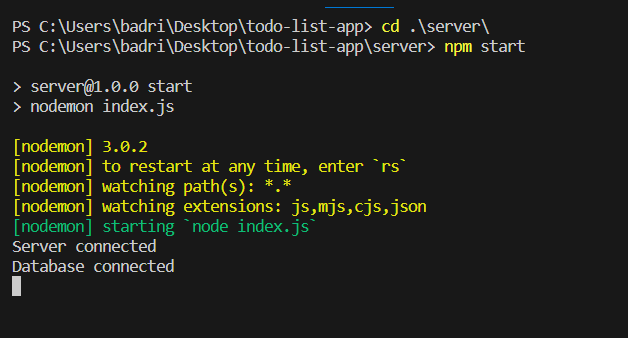 PS C:\Users\badri\Desktop\todo-list-app> cd .\server\
PS C:\Users\badri\Desktop\todo-list-app\server> npm start
> server@1.0.0 start
> nodemon index.js
[nodemon] 3.0.2
[nodemon] to restart at any time, enter `rs`
[nodemon] watching path(s): *.*
[nodemon] watching extensions: js,mjs,cjs,json
[nodemon] starting `node index.js`
Server connected
Database connected